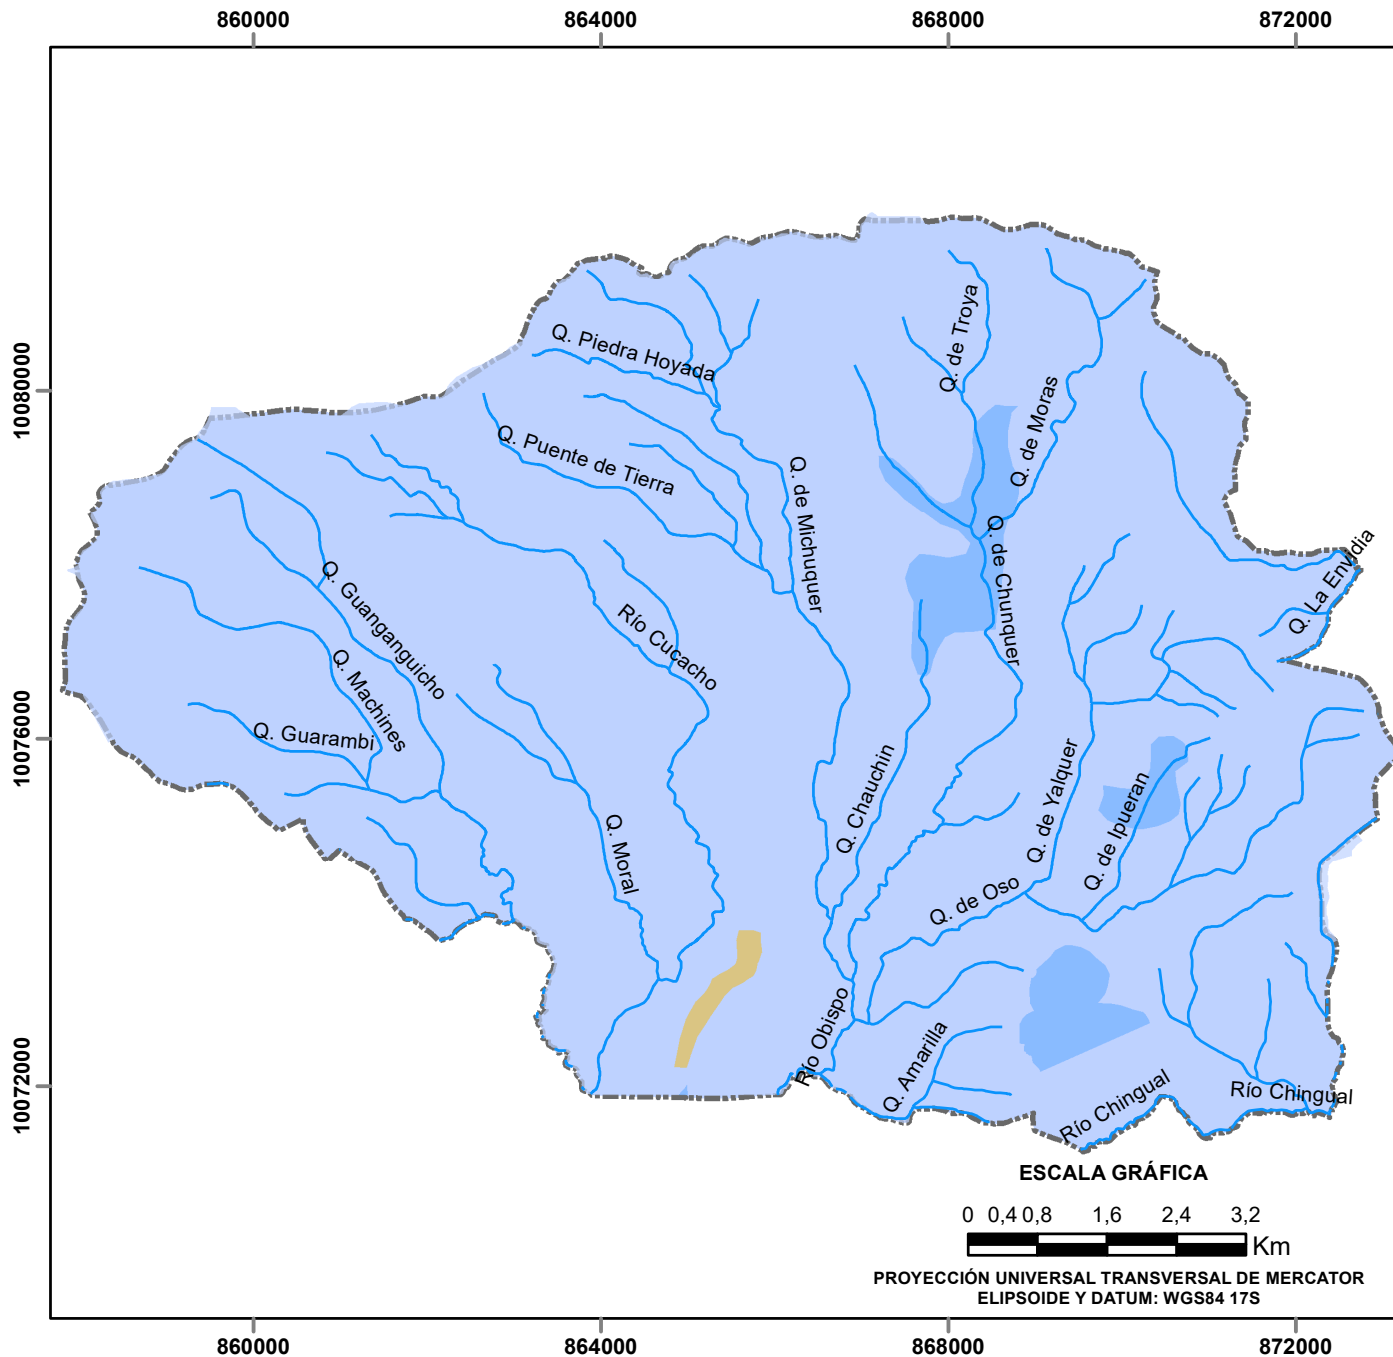 860000 864000 868000 872000
10080000
10076000
10072000
Q. de Troya
Q. Piedra Hoyada
Q. de Moras
Q. Puente de Tierra
Q. de Michuquer
Q. de Chunquer
Q. La Envidia
Q. Guanganguicho
Río Cucacho
Q. Machines
Q. Guarambi
Q. Chauchin
Q. de Yalquer
Q. de Ipueran
Q. Moral
Q. de Oso
Río Obispo
Q. Amarilla
Río Chingual
Río Chingual
ESCALA GRÁFICA
0 0,4 0,8 1,6 2,4 3,2
Km
PROYECCIÓN UNIVERSAL TRANSVERSAL DE MERCATOR
ELIPSOIDE Y DATUM: WGS84 17S
860000 864000 868000 872000